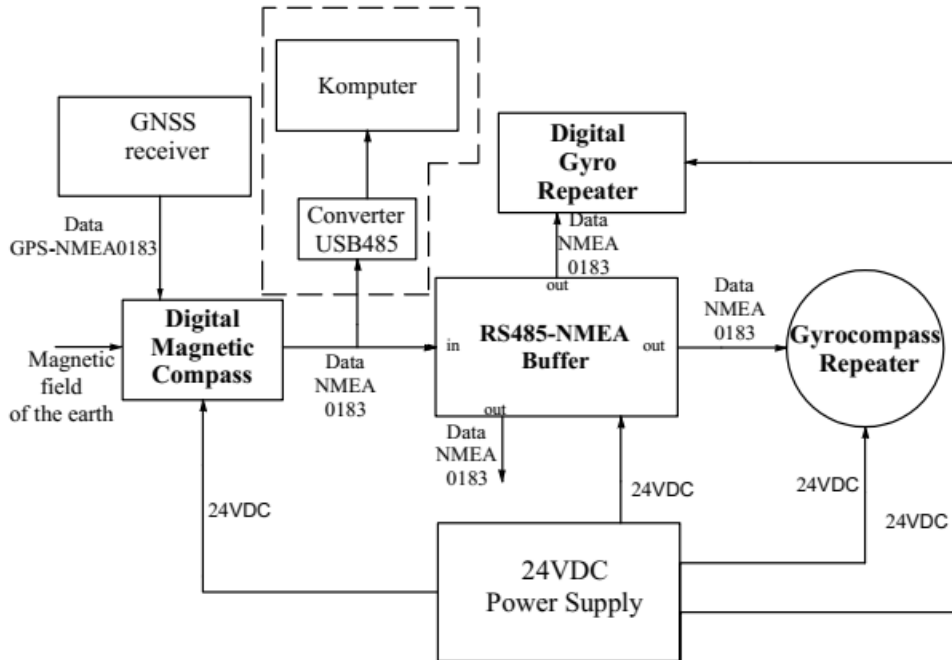 Komputer
GNSS
receiver
Digital
Gyro
Repeater
Converter
USB485
Data
GPS-NMEA0183
Data
NMEA
0183
out
Digital
Magnetic
Compass
Magnetic
field
of the earth
Data
NMEA
0183
in
RS485-NMEA
Buffer
out
out
Data
NMEA
0183
Data
NMEA
0183
Gyrocompass
Repeater
24VDC
24VDC
24VDC
24VDC
24VDC
Power Supply